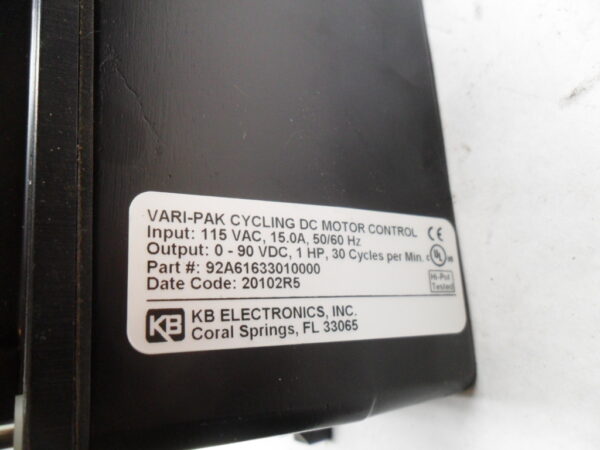 VARI-PAK CYCLING DC MOTOR CONTROL CE
Input: 115 VAC, 15.0A, 50/60 Hz
Output: 0 - 90 VDC, 1 HP, 30 Cycles per Min. c UL US
Part #: 92A61633010000
Date Code: 20102R5
Hi-Pot
Tested
KB KB ELECTRONICS, INC.
Coral Springs, FL 33065